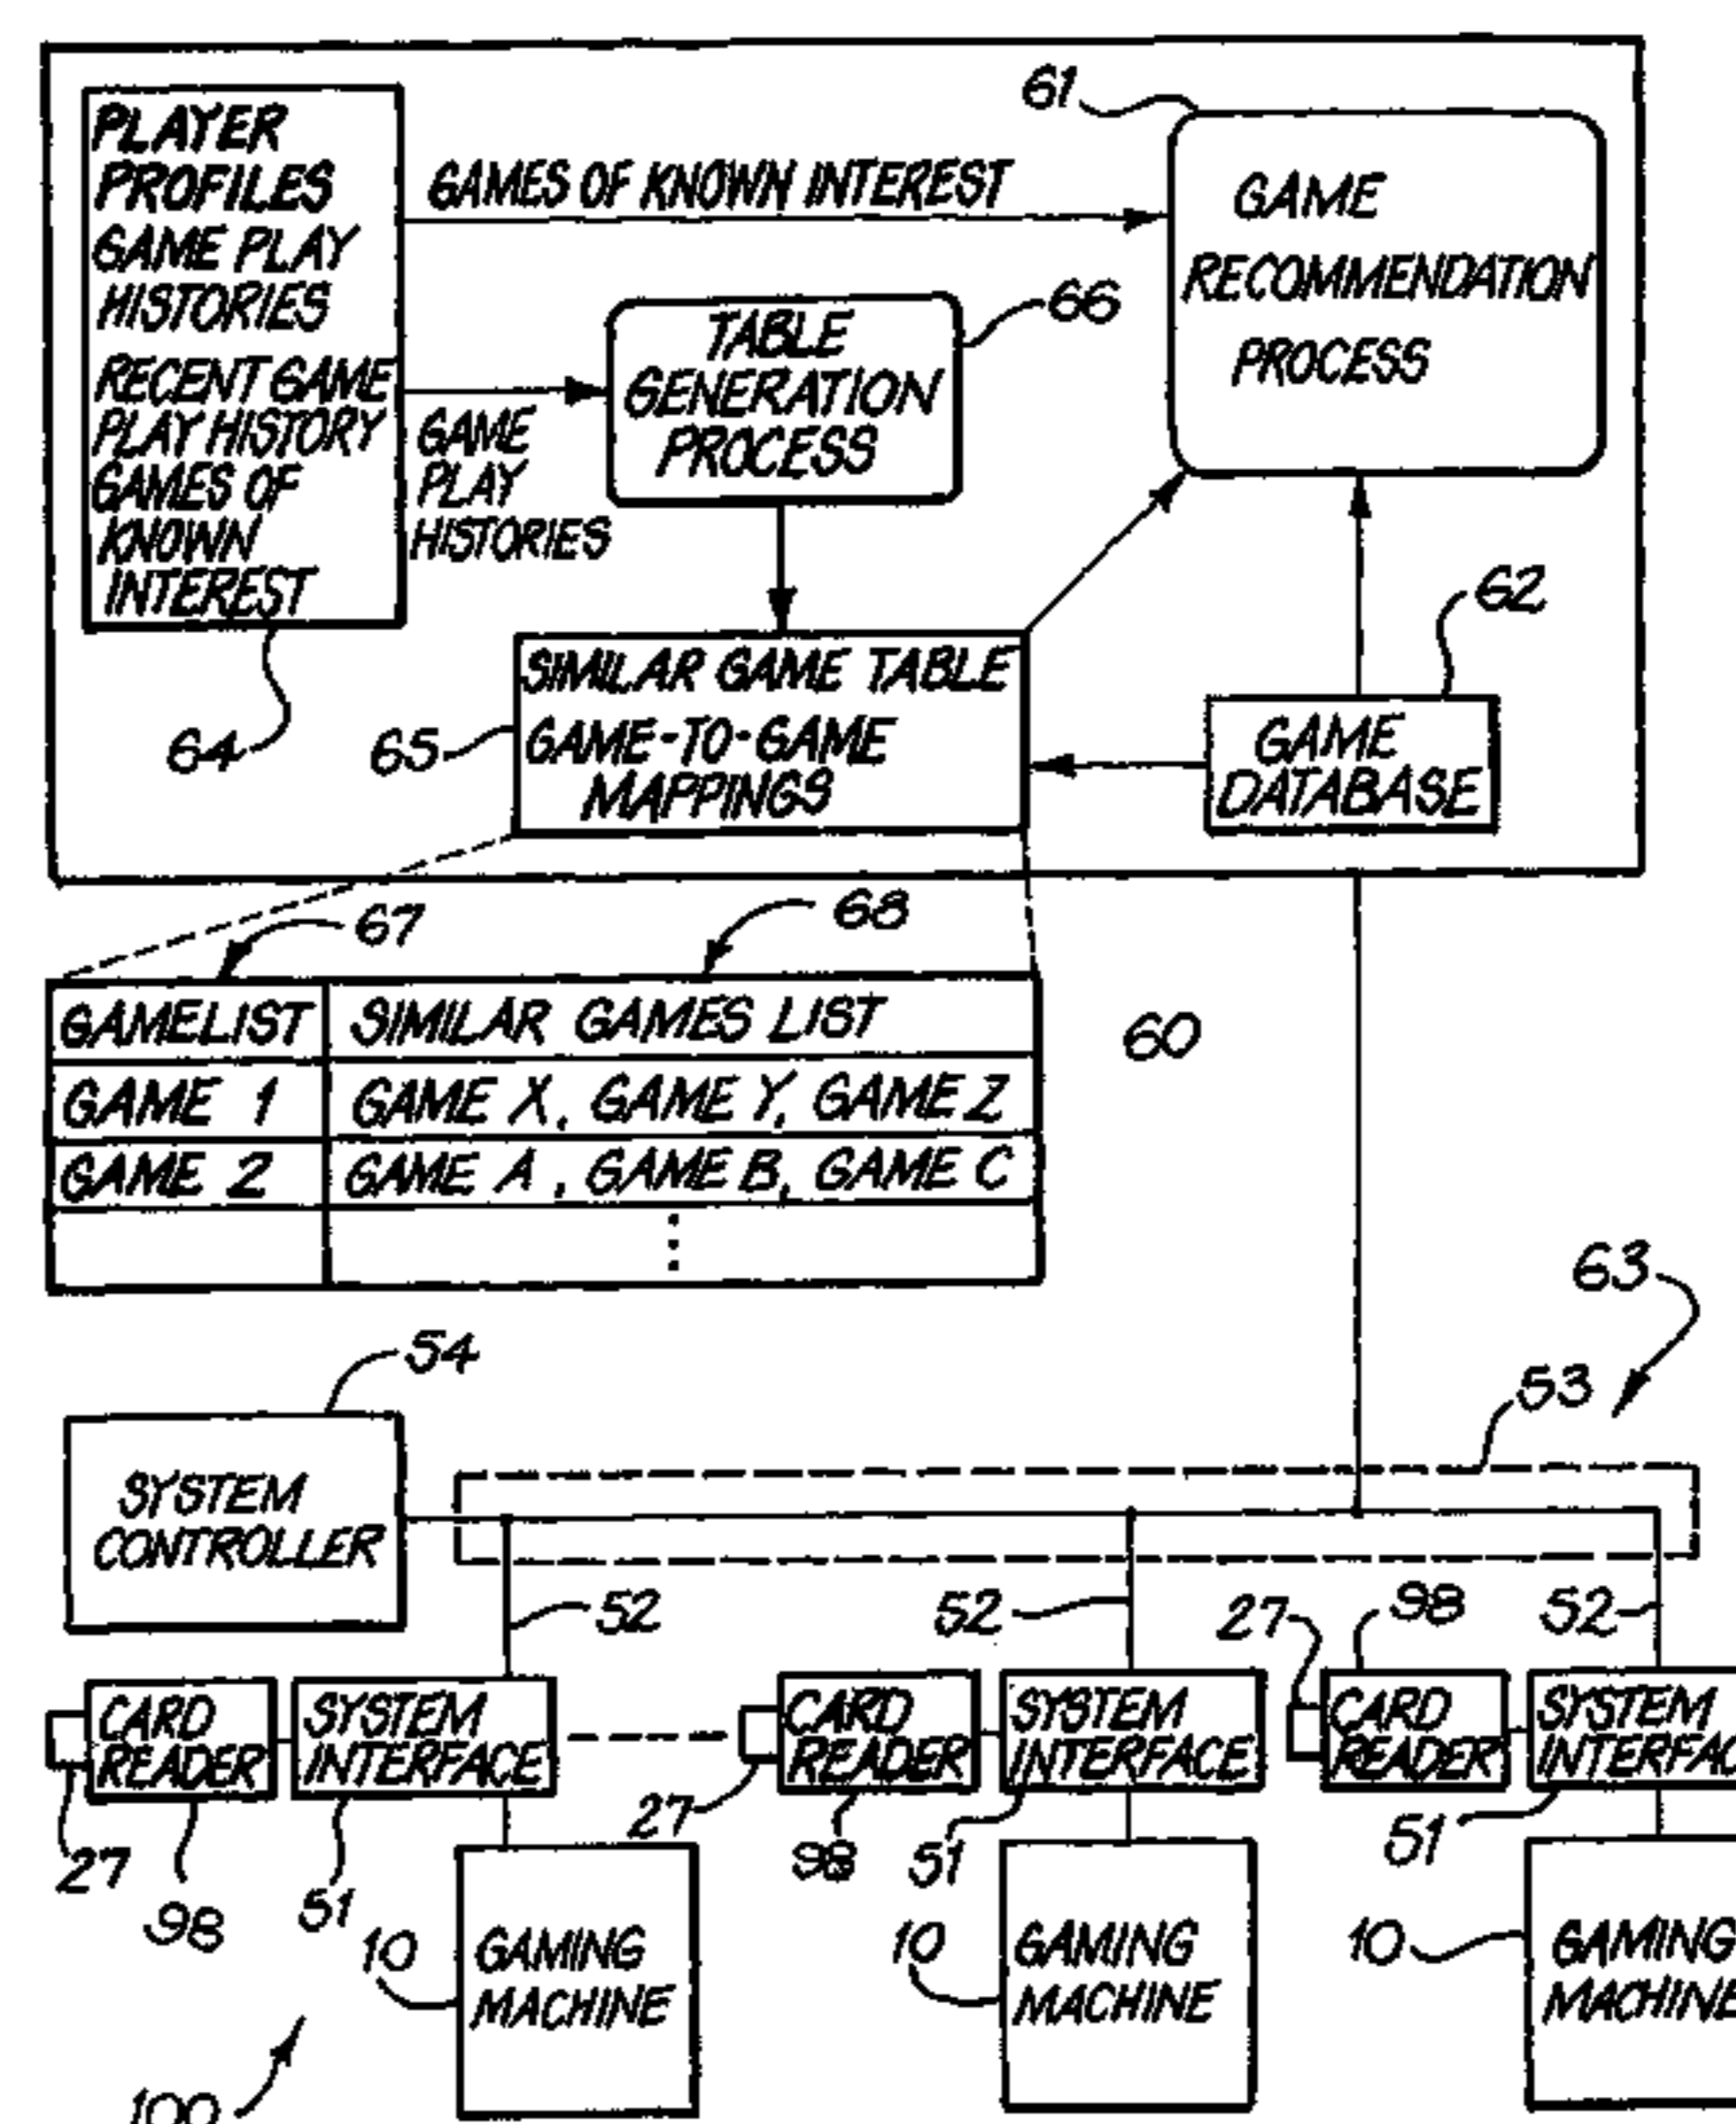 PLAYER
PROFILES
GAME PLAY
HISTORIES
RECENT GAME
PLAY HISTORY
GAMES OF
KNOWN
INTEREST
64
GAMES OF KNOWN INTEREST
GAME
PLAY
HISTORIES
TABLE
GENERATION
PROCESS
66
61
GAME
RECOMMENDATION
PROCESS
62
GAME
DATABASE
65
SIMILAR GAME TABLE
GAME-TO-GAME
MAPPINGS
67
68
GAMELIST SIMILAR GAMES LIST
GAME 1 GAME X, GAME Y, GAME Z
GAME 2 GAME A, GAME B, GAME C
60
63
54
53
SYSTEM
CONTROLLER
52
52
27
98
52
CARD
READER
SYSTEM
INTERFACE
CARD
READER
SYSTEM
INTERFACE
CARD
READER
SYSTEM
INTERFAC
27
98
51
27
98
51
51
10
GAMING
MACHINE
10
GAMING
MACHINE
10
GAMING
MACHINE
100